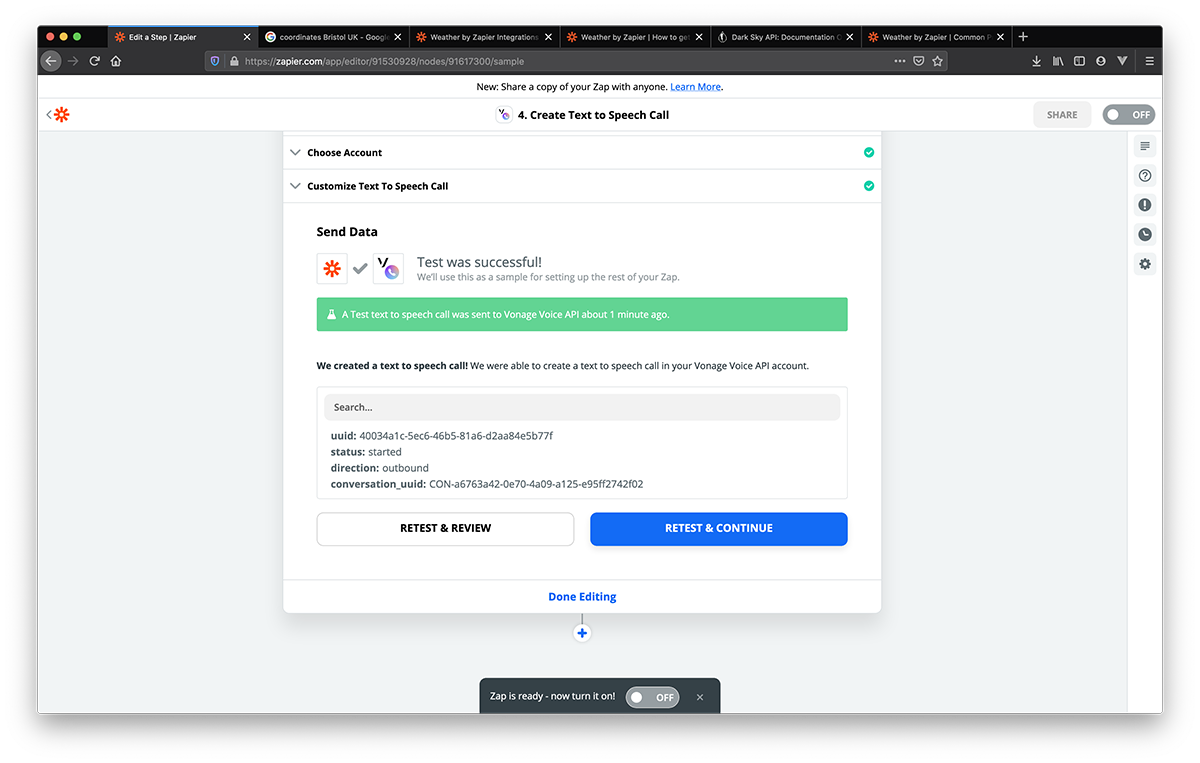 Edit a Step | Zapier
coordinates Bristol UK - Google
Weather by Zapier Integrations
Weather by Zapier | How to get
Dark Sky API: Documentation O
Weather by Zapier | Common P
https://zapier.com/app/editor/91530928/nodes/91617300/sample
New: Share a copy of your Zap with anyone. Learn More.
4. Create Text to Speech Call
SHARE
OFF
Choose Account
Customize Text To Speech Call
Send Data
Test was successful!
We'll use this as a sample for setting up the rest of your Zap.
A Test text to speech call was sent to Vonage Voice API about 1 minute ago.
We created a text to speech call! We were able to create a text to speech call in your Vonage Voice API account.
Search...
uuid: 40034a1c-5ec6-46b5-81a6-d2aa84e5b77f
status: started
direction: outbound
conversation_uuid: CON-a6763a42-0e70-4a09-a125-e95ff2742f02
RETEST & REVIEW
RETEST & CONTINUE
Done Editing
Zap is ready - now turn it on!
OFF